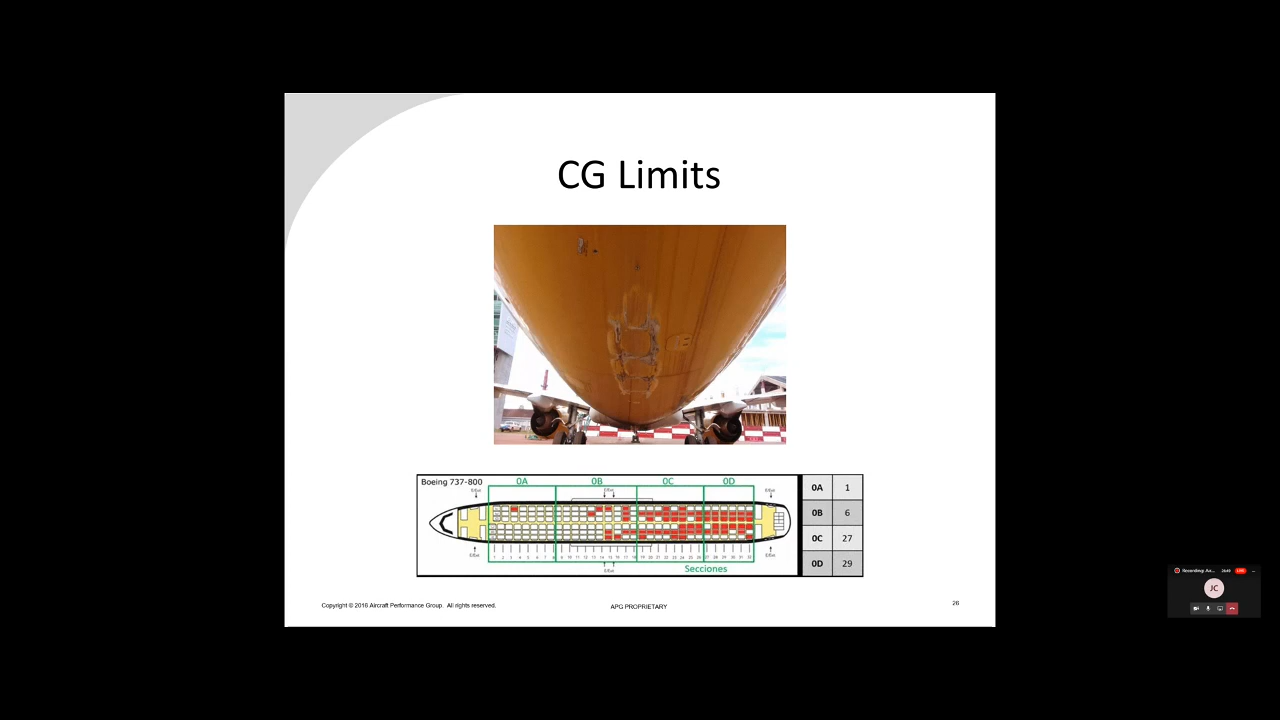 CG Limits
Boeing 737-800
0A
0B
0C
0D
Secciones
0A 1
0B 6
0C 27
0D 29
Copyright © 2018 Aircraft Performance Group. All rights reserved.
APG PROPRIETARY
26
JC